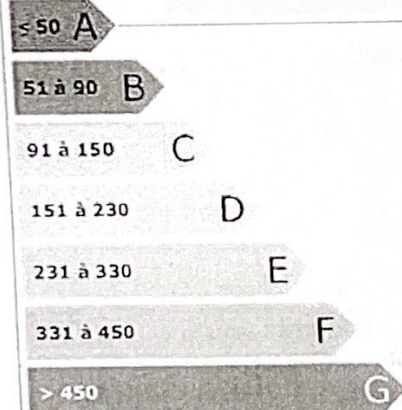 ≤ 50 A
51 à 90 B
91 à 150 C
151 à 230 D
231 à 330 E
331 à 450 F
> 450 G